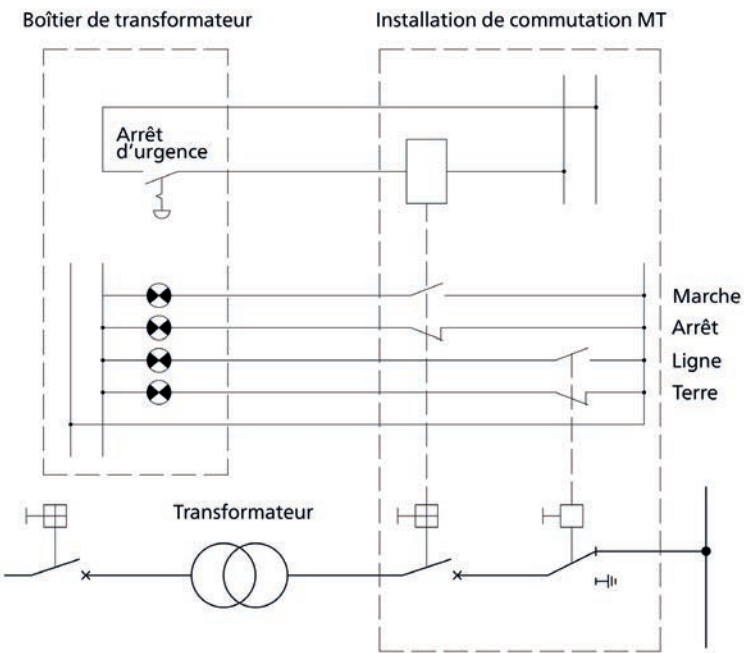 Boîtier de transformateur
Installation de commutation MT
Arrêt
d'urgence
Marche
Arrêt
Ligne
Terre
Transformateur